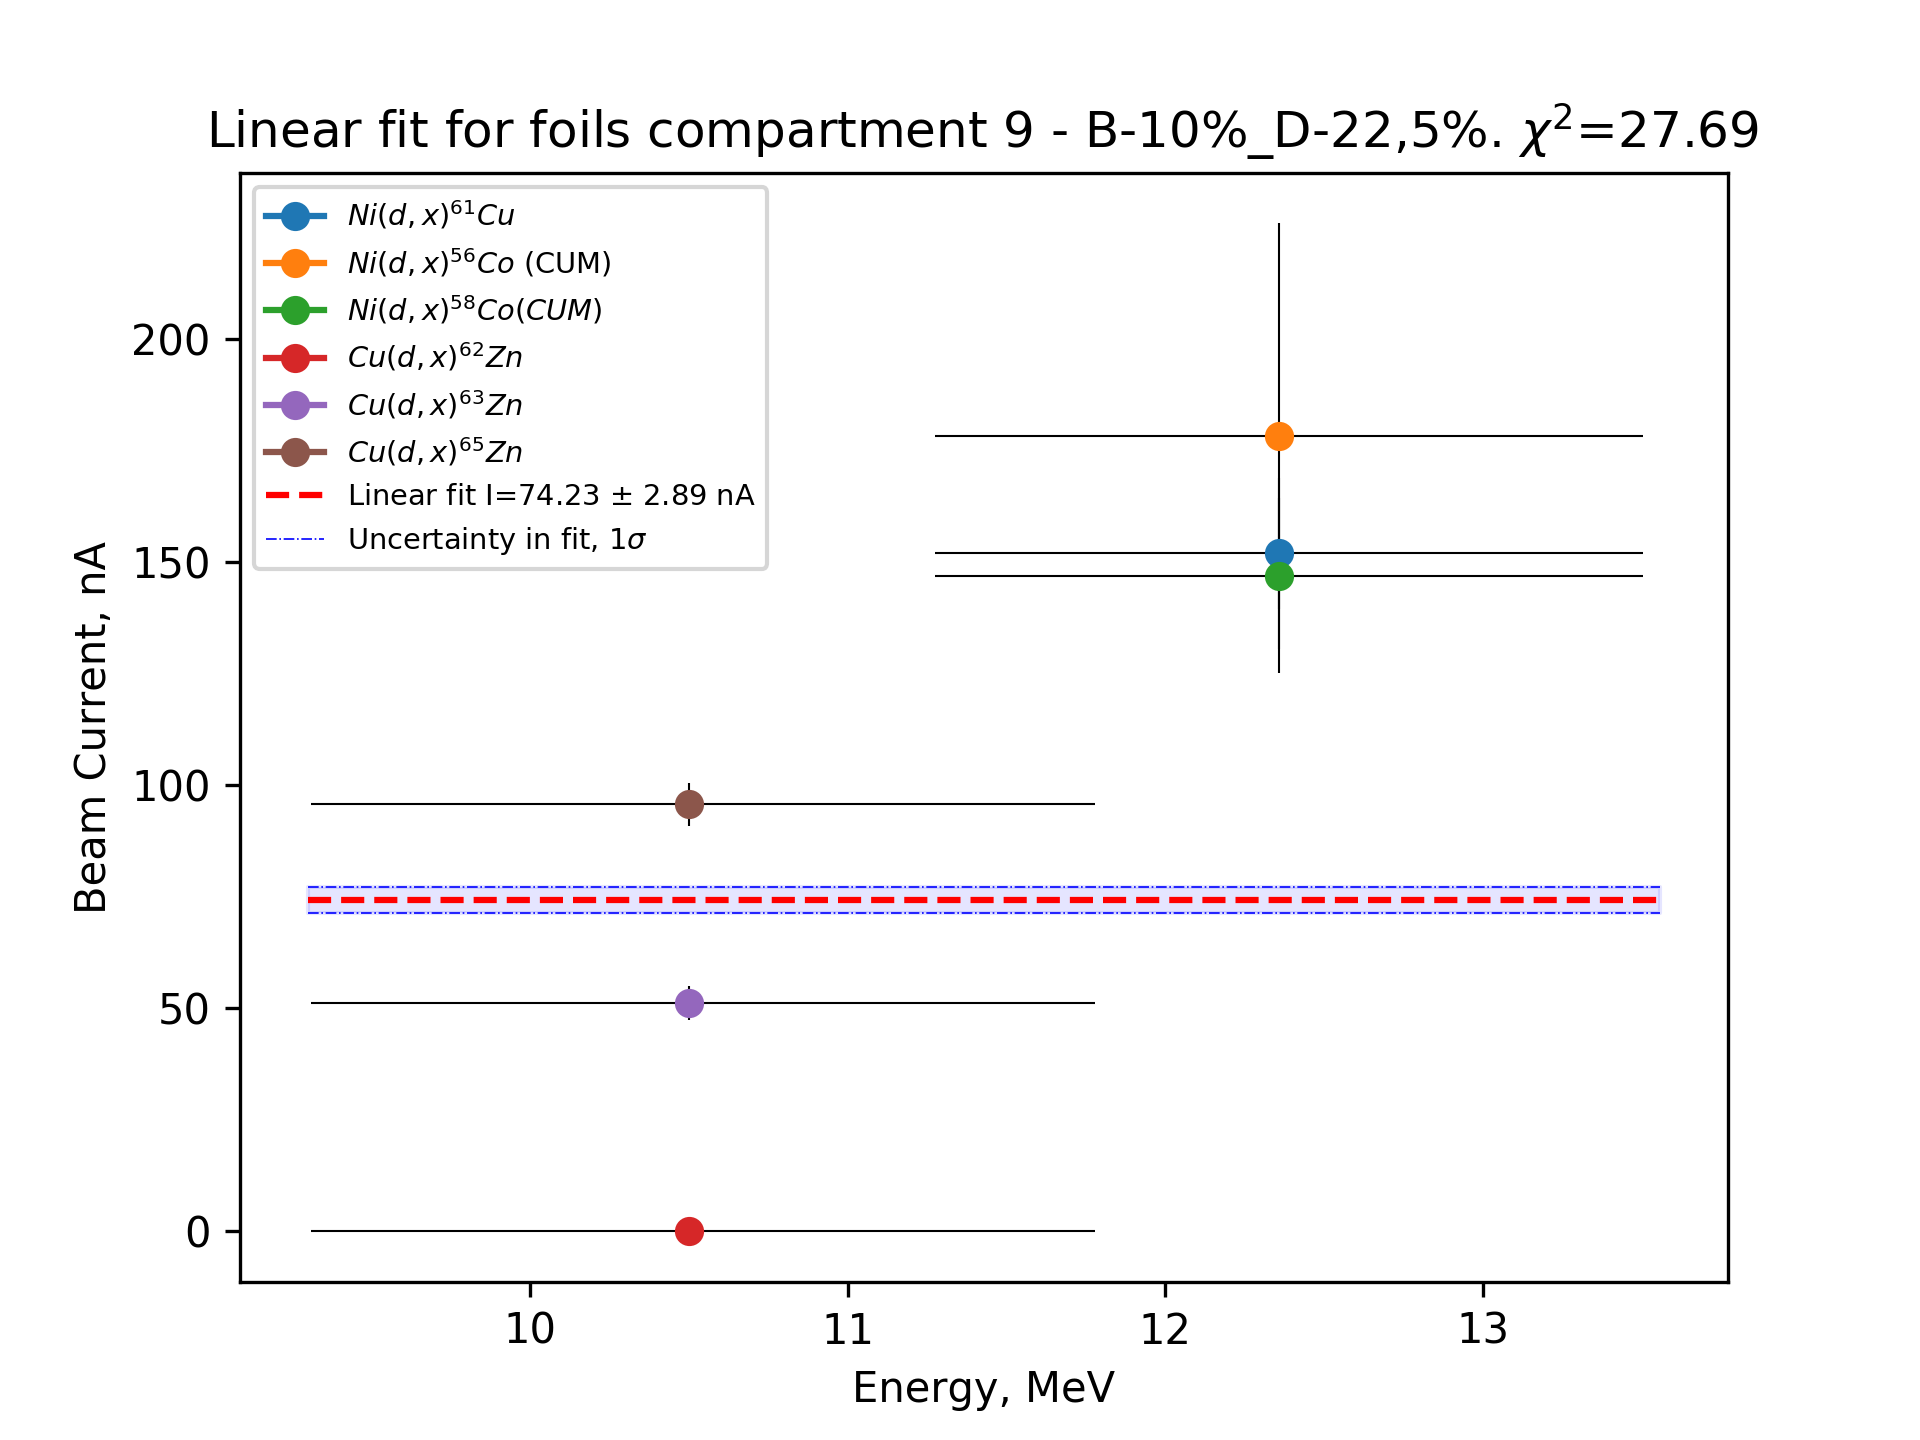 Linear fit for foils compartment 9 - B-10%_D-22,5%. χ²=27.69
Ni(d,x)⁶¹Cu
Ni(d,x)⁵⁶Co (CUM)
Ni(d,x)⁵⁸Co(CUM)
Cu(d,x)⁶²Zn
Cu(d,x)⁶³Zn
Cu(d,x)⁶⁵Zn
Linear fit I=74.23 ± 2.89 nA
Uncertainty in fit, 1σ
Beam Current, nA
200
150
100
50
0
10 11 12 13
Energy, MeV